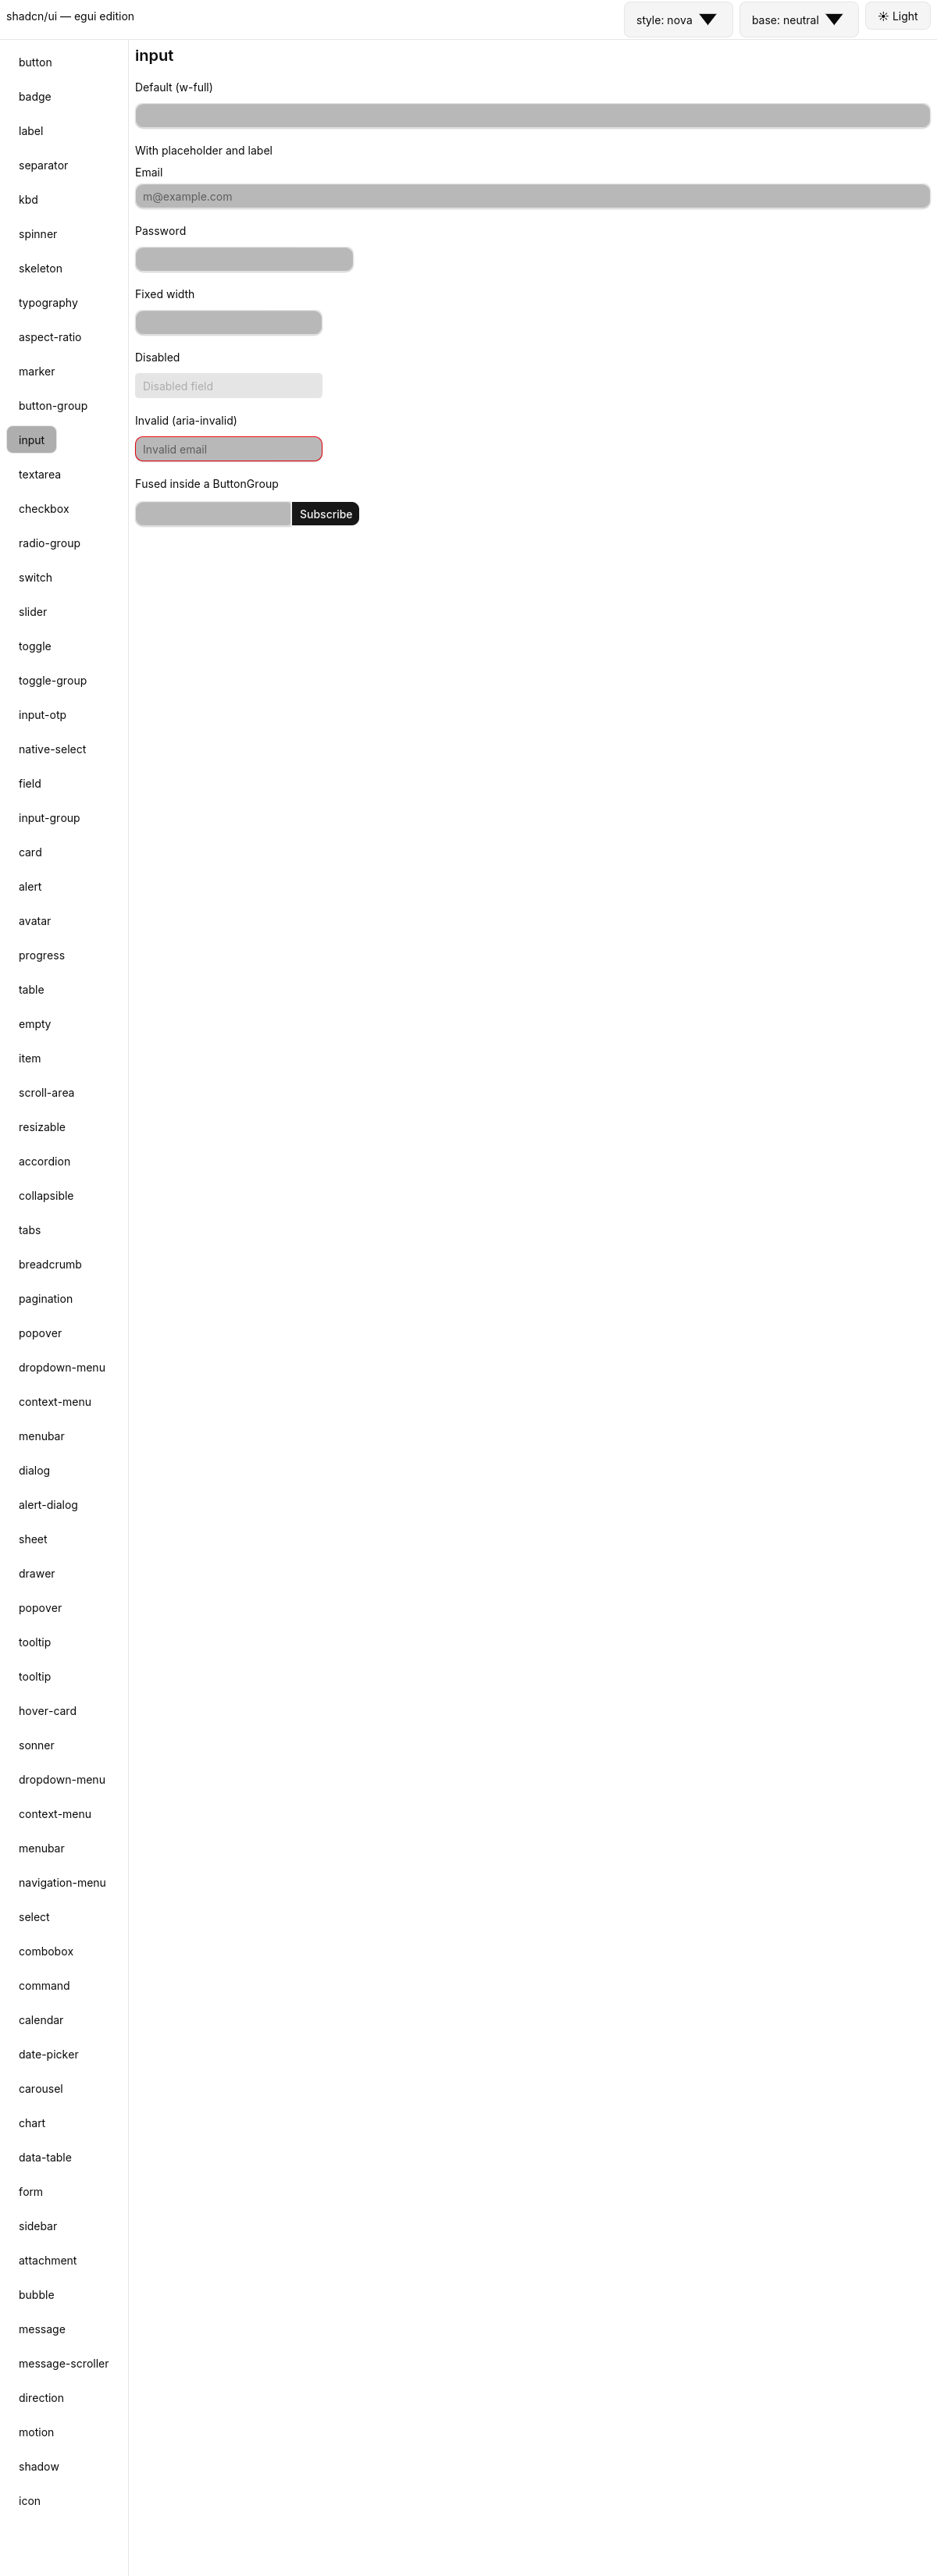 shadcn/ui — egui edition
style: nova
base: neutral
☀ Light
button
badge
label
separator
kbd
spinner
skeleton
typography
aspect-ratio
marker
button-group
input
textarea
checkbox
radio-group
switch
slider
toggle
toggle-group
input-otp
native-select
field
input-group
card
alert
avatar
progress
table
empty
item
scroll-area
resizable
accordion
collapsible
tabs
breadcrumb
pagination
popover
dropdown-menu
context-menu
menubar
dialog
alert-dialog
sheet
drawer
popover
tooltip
tooltip
hover-card
sonner
dropdown-menu
context-menu
menubar
navigation-menu
select
combobox
command
calendar
date-picker
carousel
chart
data-table
form
sidebar
attachment
bubble
message
message-scroller
direction
motion
shadow
icon
input
Default (w-full)
With placeholder and label
Email
m@example.com
Password
Fixed width
Disabled
Disabled field
Invalid (aria-invalid)
Invalid email
Fused inside a ButtonGroup
Subscribe